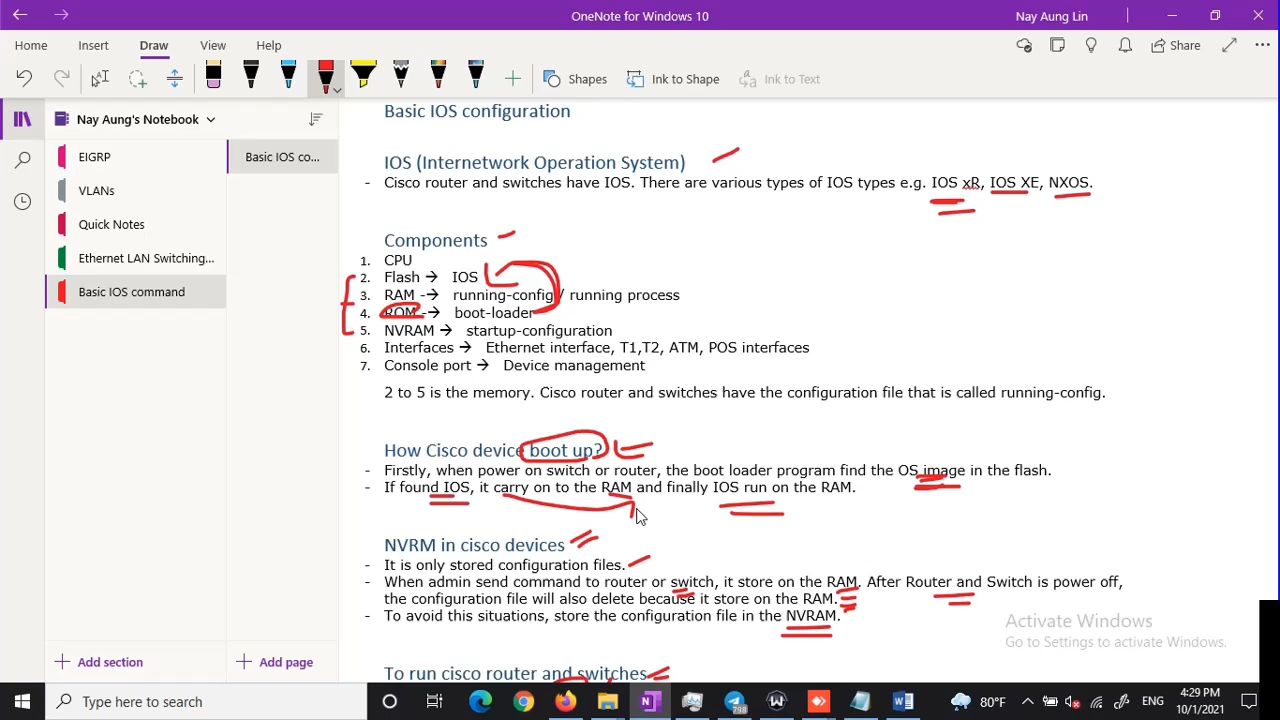 OneNote for Windows 10
Nay Aung Lin
Home Insert Draw View Help
Share
Shapes Ink to Shape Ink to Text
Nay Aung's Notebook
EIGRP
VLANs
Quick Notes
Ethernet LAN Switching...
Basic IOS command
Basic IOS co...
Basic IOS configuration
IOS (Internetwork Operation System)
- Cisco router and switches have IOS. There are various types of IOS types e.g. IOS xR, IOS XE, NXOS.
Components
1. CPU
2. Flash → IOS
3. RAM -→ running-config / running process
4. ROM -→ boot-loader
5. NVRAM → startup-configuration
6. Interfaces → Ethernet interface, T1,T2, ATM, POS interfaces
7. Console port → Device management
2 to 5 is the memory. Cisco router and switches have the configuration file that is called running-config.
How Cisco device boot up?
- Firstly, when power on switch or router, the boot loader program find the OS image in the flash.
- If found IOS, it carry on to the RAM and finally IOS run on the RAM.
NVRM in cisco devices
- It is only stored configuration files.
- When admin send command to router or switch, it store on the RAM. After Router and Switch is power off,
the configuration file will also delete because it store on the RAM.
- To avoid this situations, store the configuration file in the NVRAM.
To run cisco router and switches
Activate Windows
Go to Settings to activate Windows.
Add section
Add page
Type here to search
798
80°F
ENG
4:29 PM
10/1/2021